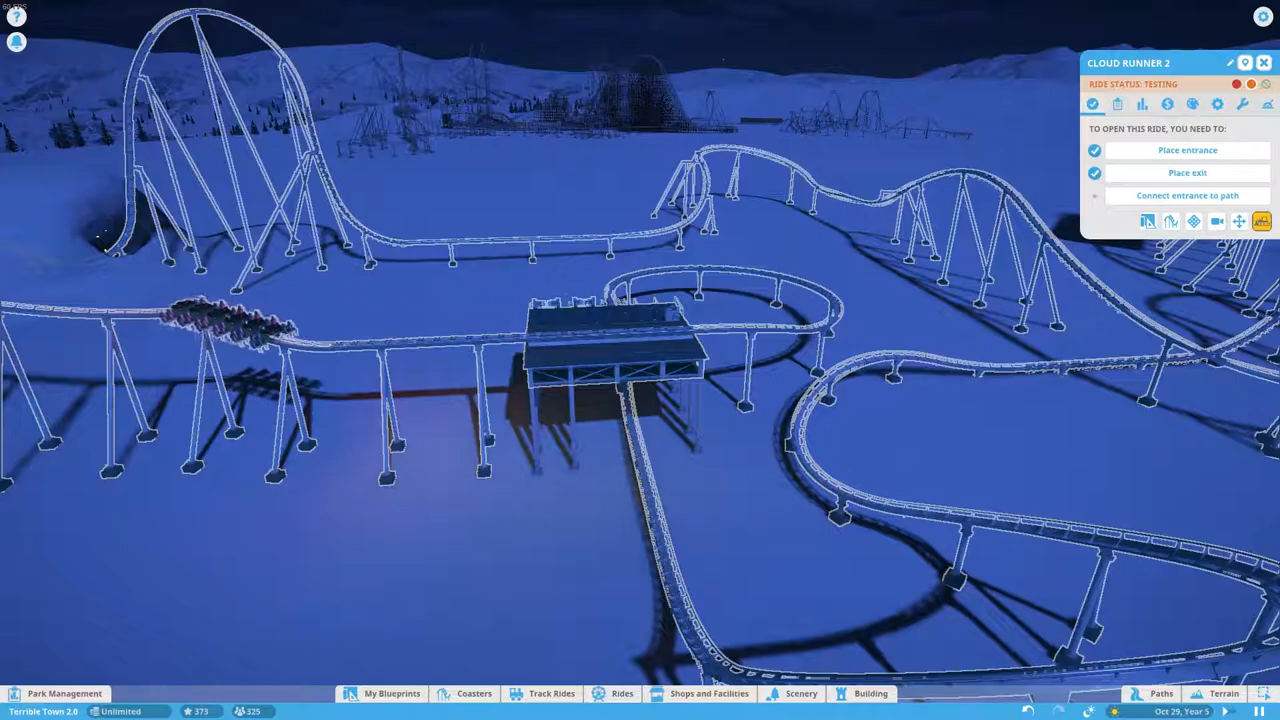 60 FPS
?
CLOUD RUNNER 2
RIDE STATUS: TESTING
TO OPEN THIS RIDE, YOU NEED TO:
Place entrance
Place exit
Connect entrance to path
Park Management
My Blueprints
Coasters
Track Rides
Rides
Shops and Facilities
Scenery
Building
Paths
Terrain
Terrible Town 2.0
Unlimited
373
325
Oct 29, Year 5